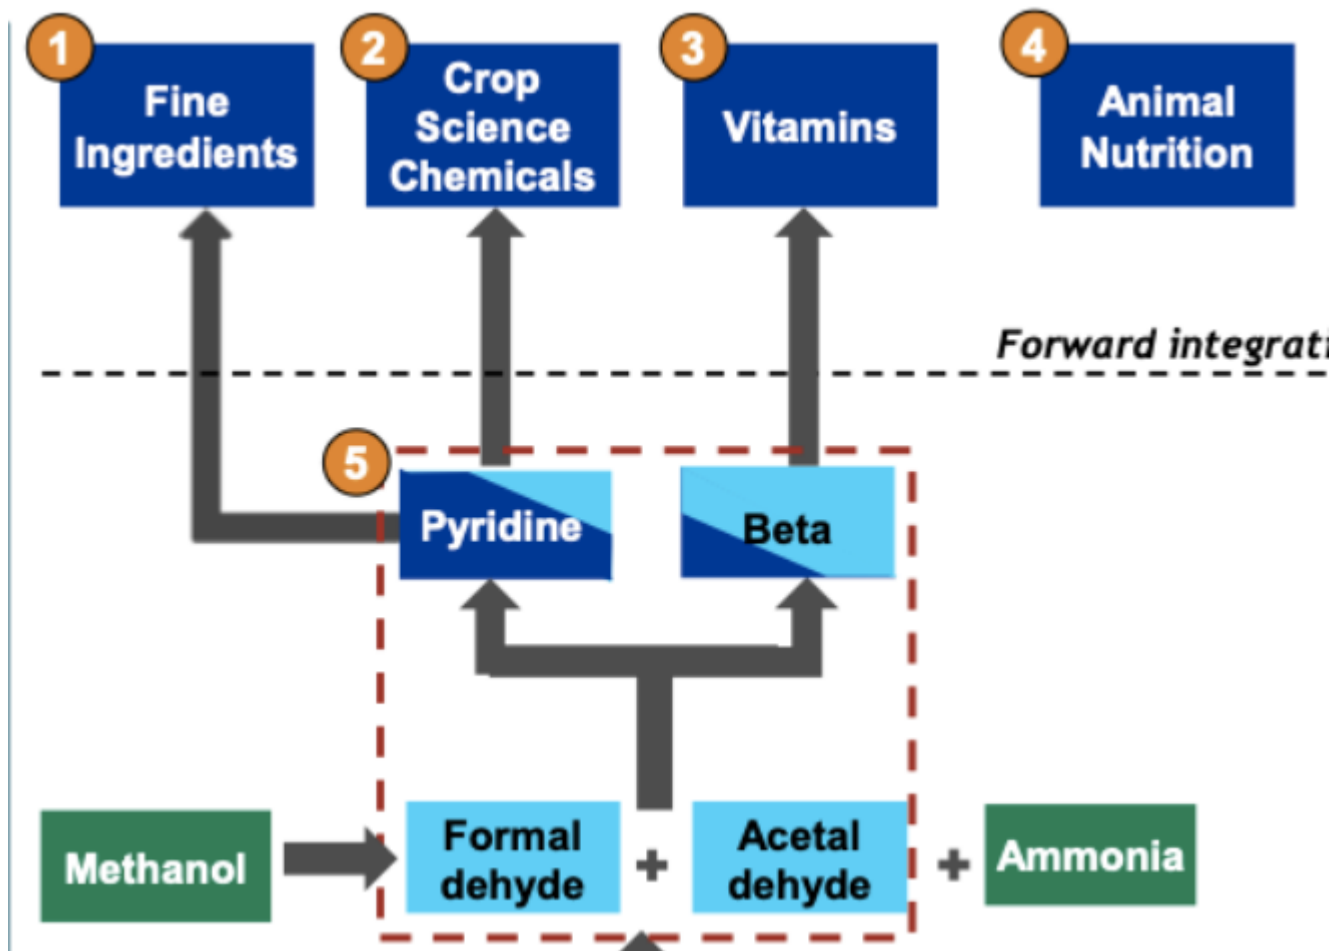 1
Fine
Ingredients
2
Crop
Science
Chemicals
3
Vitamins
4
Animal
Nutrition
Forward integrati
5
Pyridine
Beta
Methanol
Formal
dehyde
+
Acetal
dehyde
+
Ammonia